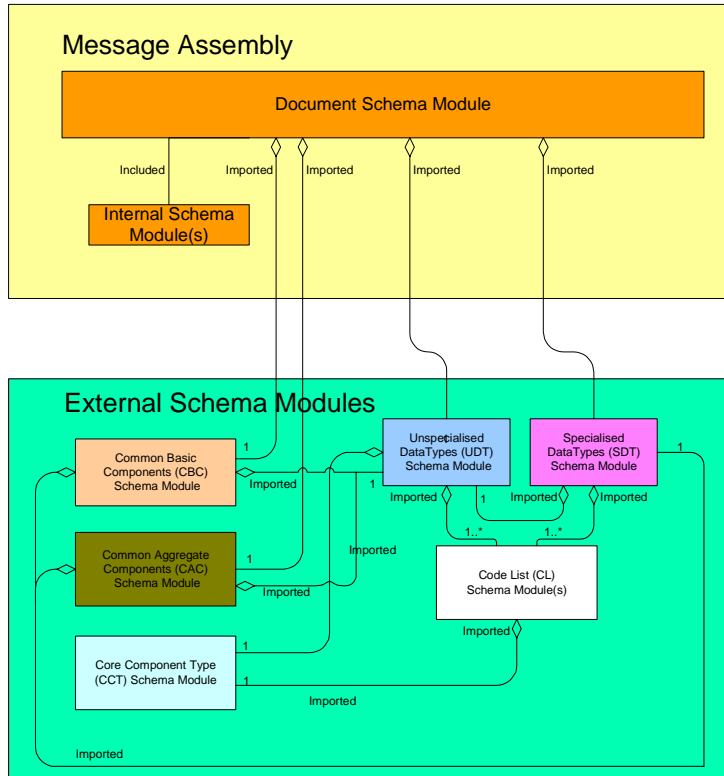 Message Assembly
Document Schema Module
Included
Imported
Imported
Imported
Imported
Internal Schema
Module(s)
External Schema Modules
Common Basic
Components (CBC)
Schema Module
1
Imported
Unspecialised
DataTypes (UDT)
Schema Module
1
1
Imported
1
Specialised
DataTypes (SDT)
Schema Module
1
Imported
1..*
1..*
Imported
Common Aggregate
Components (CAC)
Schema Module
1
Imported
Code List (CL)
Schema Module(s)
Imported
Core Component Type
(CCT) Schema Module
1
1
Imported
Imported